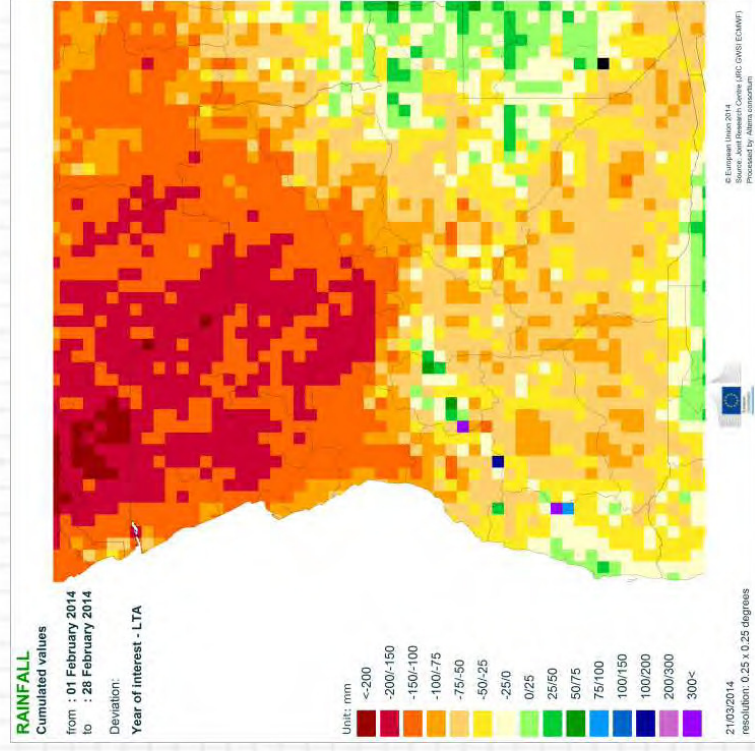 RAINFALL
Cumulated values
from : 01 February 2014
to : 28 February 2014
Deviation:
Year of Interest - LTA
Unit: mm
<-200
-200/-150
-150/-100
-100/-75
-75/-50
-50/-25
-25/0
0/25
25/50
50/75
75/100
100/150
100/200
200/300
300<
21/03/2014
resolution: 0.25 x 0.25 degrees
© European Union 2014
Source: Joint Research Centre (JRC GWSI ECMWF)
Processed by: Alterra consortium